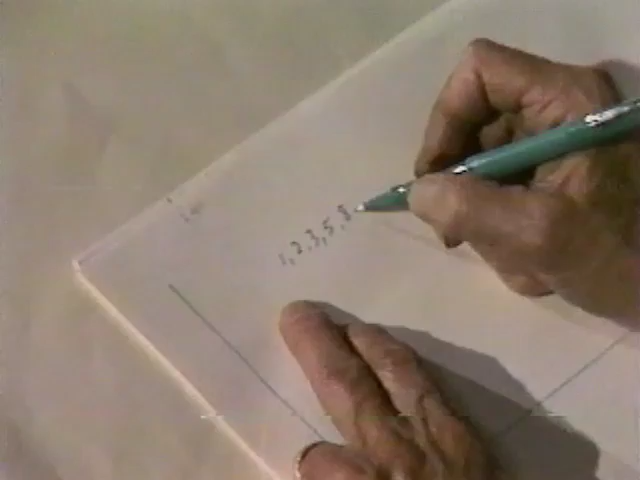 1, 2, 3, 5, 8